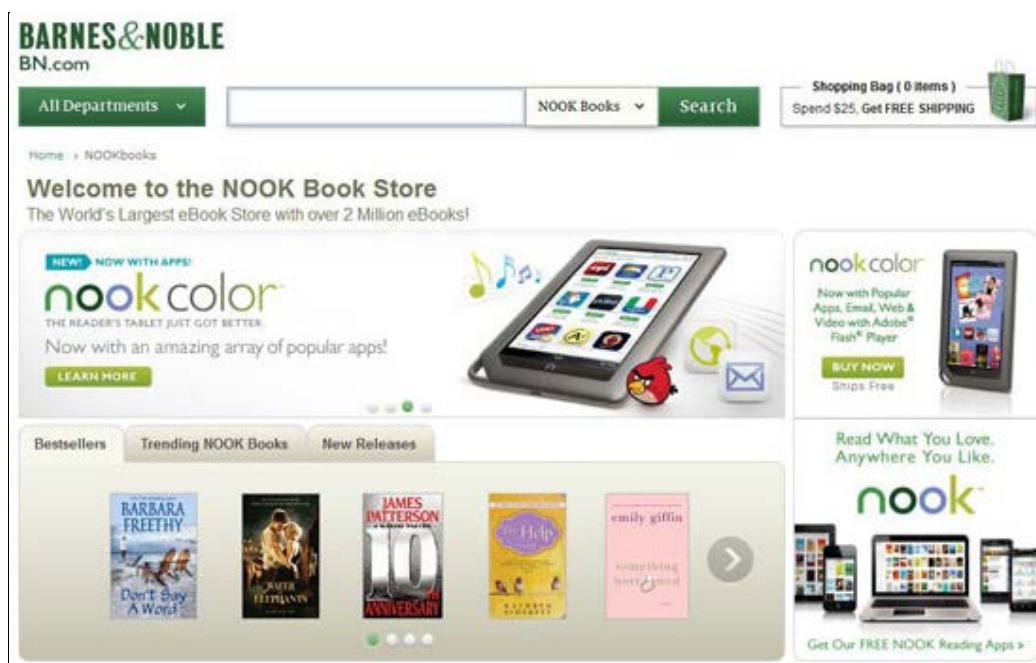 BARNES&NOBLE
BN.com
All Departments
NOOK Books
Search
Shopping Bag ( 0 items )
Spend $25, Get FREE SHIPPING
Home › NOOKbooks
Welcome to the NOOK Book Store
The World's Largest eBook Store with over 2 Million eBooks!
NEW! NOW WITH APPS!
nook color™
THE READER'S TABLET JUST GOT BETTER.
Now with an amazing array of popular apps!
LEARN MORE
nook color™
Now with Popular
Apps, Email, Web &
Video with Adobe®
Flash® Player
BUY NOW
Ships Free
Bestsellers
Trending NOOK Books
New Releases
BARBARA
FREETHY
Don't Say
A Word
WATER
ELEPHANTS
JAMES
PATTERSON
10TH
ANNIVERSARY
The Help
KATHRYN
STOCKETT
emily giffin
something
borrowed
Read What You Love.
Anywhere You Like.
nook™
Get Our FREE NOOK Reading Apps »